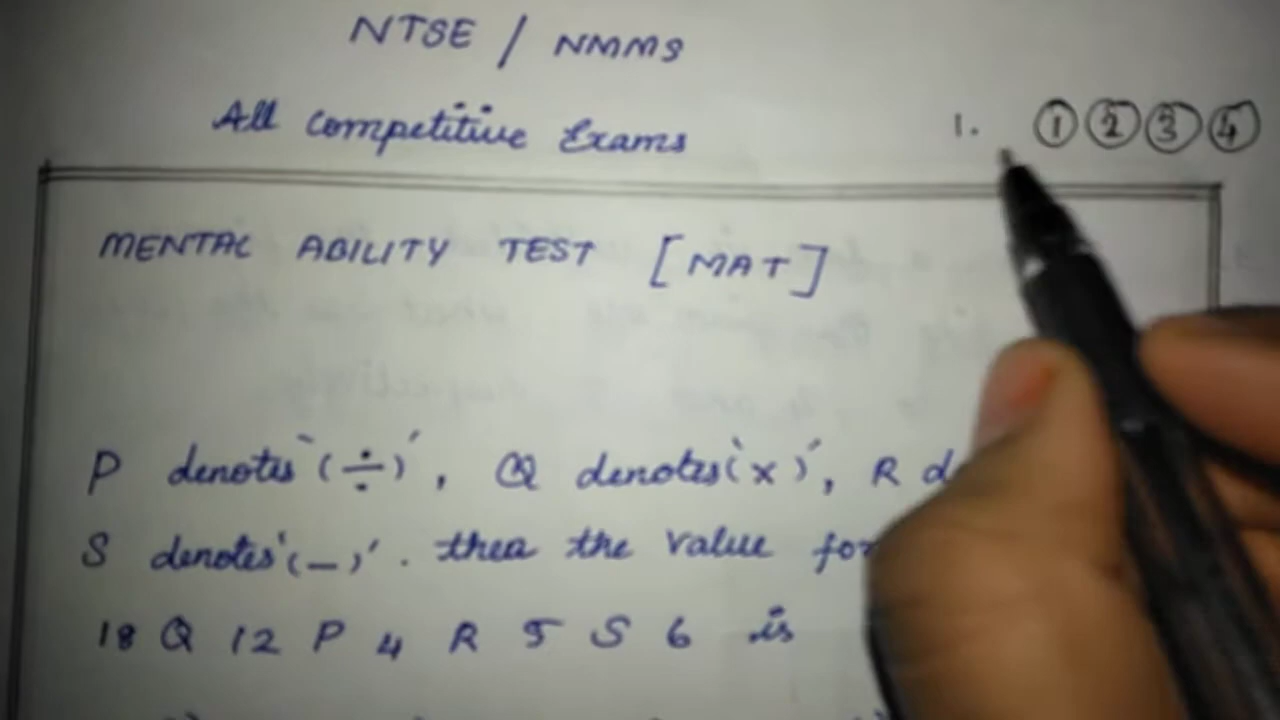 NTSE / NMMS
All Competitive Exams
1. ① ② ③ ④
MENTAL ABILITY TEST [MAT]
P denotes '(÷)', Q denotes '(×)', R
S denotes '(−)'. then the value for
18 Q 12 P 4 R 5 S 6 is